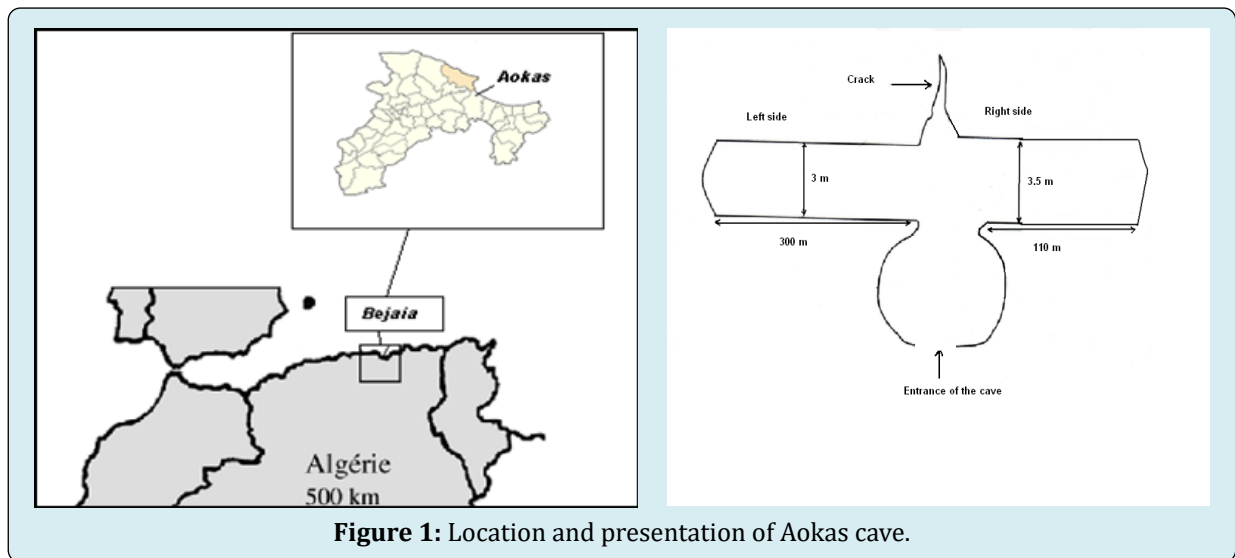 Aokas
Bejaia
Algérie
500 km
Crack
Left side
Right side
3 m
3.5 m
300 m
110 m
Entrance of the cave
Figure 1: Location and presentation of Aokas cave.